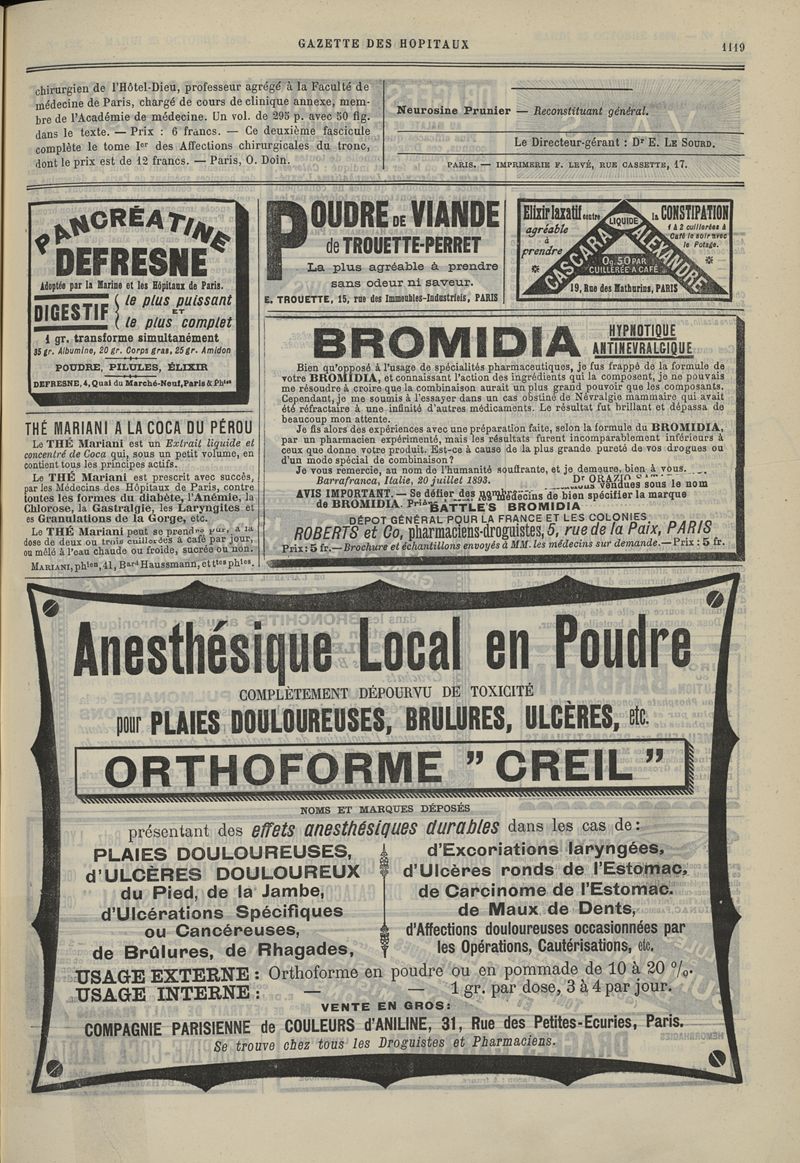 GAZETTE DES HOPITAUX
1119
chirurgien de l'Hôtel-Dieu, professeur agrégé à la Faculté de
médecine de Paris, chargé de cours de clinique annexe, mem-
bre de l'Académie de médecine. Un vol. de 295 p. avec 50 fig.
dans le texte. — Prix : 6 francs. — Ce deuxième fascicule
complète le tome Ier des Affections chirurgicales du tronc,
dont le prix est de 12 francs. — Paris, O. Doin.
Neurosine Prunier — Reconstituant général.
Le Directeur-gérant : Dr E. LE SOURD.
PARIS. — IMPRIMERIE F. LEVÉ, RUE CASSETTE, 17.
PANCRÉATINE
DEFRESNE
Adoptée par la Marine et les Hôpitaux de Paris.
DIGESTIF { le plus puissant
ET
le plus complet
1 gr. transforme simultanément
35 gr. Albumine, 20 gr. Corps gras, 25 gr. Amidon
POUDRE, PILULES, ÉLIXIR
DEFRESNE, 4, Quai du Marché-Neuf, Paris & Phies
POUDRE DE VIANDE
de TROUETTE-PERRET
La plus agréable à prendre
sans odeur ni saveur.
E. TROUETTE, 15, rue des Immeubles-Industriels, PARIS
Elixir laxatif contre la CONSTIPATION
agréable
à
prendre
LIQUIDE
1 à 2 cuillerées à
Café le soir avec
le Potage.
CASCARA ALEXANDRE
0g.50 PAR
CUILLERÉE A CAFÉ
19, Rue des Mathurins, PARIS
THÉ MARIANI A LA COCA DU PÉROU
Le THÉ Mariani est un Extrait liquide et
concentré de Coca qui, sous un petit volume, en
contient tous les principes actifs.
Le THÉ Mariani est prescrit avec succès,
par les Médecins des Hôpitaux de Paris, contre
toutes les formes du diabète, l'Anémie, la
Chlorose, la Gastralgie, les Laryngites et
es Granulations de la Gorge, etc.
Le THÉ Mariani peut se prendre pur, à la
dose de deux ou trois cuillerées à café par jour,
ou mêlé à l'eau chaude ou froide, sucrée ou non.
MARIANI, phien, 41, Bard Haussmann, et ttes phies.
BROMIDIA HYPNOTIQUE
ANTINEVRALGIQUE
Bien qu'opposé à l'usage de spécialités pharmaceutiques, je fus frappé de la formule de
votre BROMIDIA, et connaissant l'action des ingrédients qui la composent, je ne pouvais
me résoudre à croire que la combinaison aurait un plus grand pouvoir que les composants.
Cependant, je me soumis à l'essayer dans un cas obstiné de Névralgie mammaire qui avait
été réfractaire à une infinité d'autres médicaments. Le résultat fut brillant et dépassa de
beaucoup mon attente.
Je fis alors des expériences avec une préparation faite, selon la formule du BROMIDIA,
par un pharmacien expérimenté, mais les résultats furent incomparablement inférieurs à
ceux que donne votre produit. Est-ce à cause de la plus grande pureté de vos drogues ou
d'un mode spécial de combinaison ?
Je vous remercie, au nom de l'humanité souffrante, et je demeure, bien à vous.
Barrafranca, Italie, 20 juillet 1893. Dr ORAZIO
AVIS IMPORTANT. — Se défier des vendues sous le nom
de BROMIDIA. médecins de bien spécifier la marque
BATTLE'S BROMIDIA
DÉPOT GÉNÉRAL POUR LA FRANCE ET LES COLONIES
ROBERTS et Co, pharmaciens-droguistes, 5, rue de la Paix, PARIS
Prix : 5 fr. — Brochure et échantillons envoyés à MM. les médecins sur demande. — Prix : 5 fr.
Anesthésique Local en Poudre
COMPLÈTEMENT DÉPOURVU DE TOXICITÉ
pour PLAIES DOULOUREUSES, BRULURES, ULCÈRES, etc.
ORTHOFORME " CREIL "
NOMS ET MARQUES DÉPOSÉS
présentant des effets anesthésiques durables dans les cas de :
PLAIES DOULOUREUSES,
d'ULCÈRES DOULOUREUX
du Pied, de la Jambe,
d'Ulcérations Spécifiques
ou Cancéreuses,
de Brûlures, de Rhagades,
d'Excoriations laryngées,
d'Ulcères ronds de l'Estomac,
de Carcinome de l'Estomac.
de Maux de Dents,
d'Affections douloureuses occasionnées par
les Opérations, Cautérisations, etc.
USAGE EXTERNE : Orthoforme en poudre ou en pommade de 10 à 20 %.
USAGE INTERNE : — — 1 gr. par dose, 3 à 4 par jour.
VENTE EN GROS:
COMPAGNIE PARISIENNE de COULEURS d'ANILINE, 31, Rue des Petites-Ecuries, Paris.
Se trouve chez tous les Droguistes et Pharmaciens.